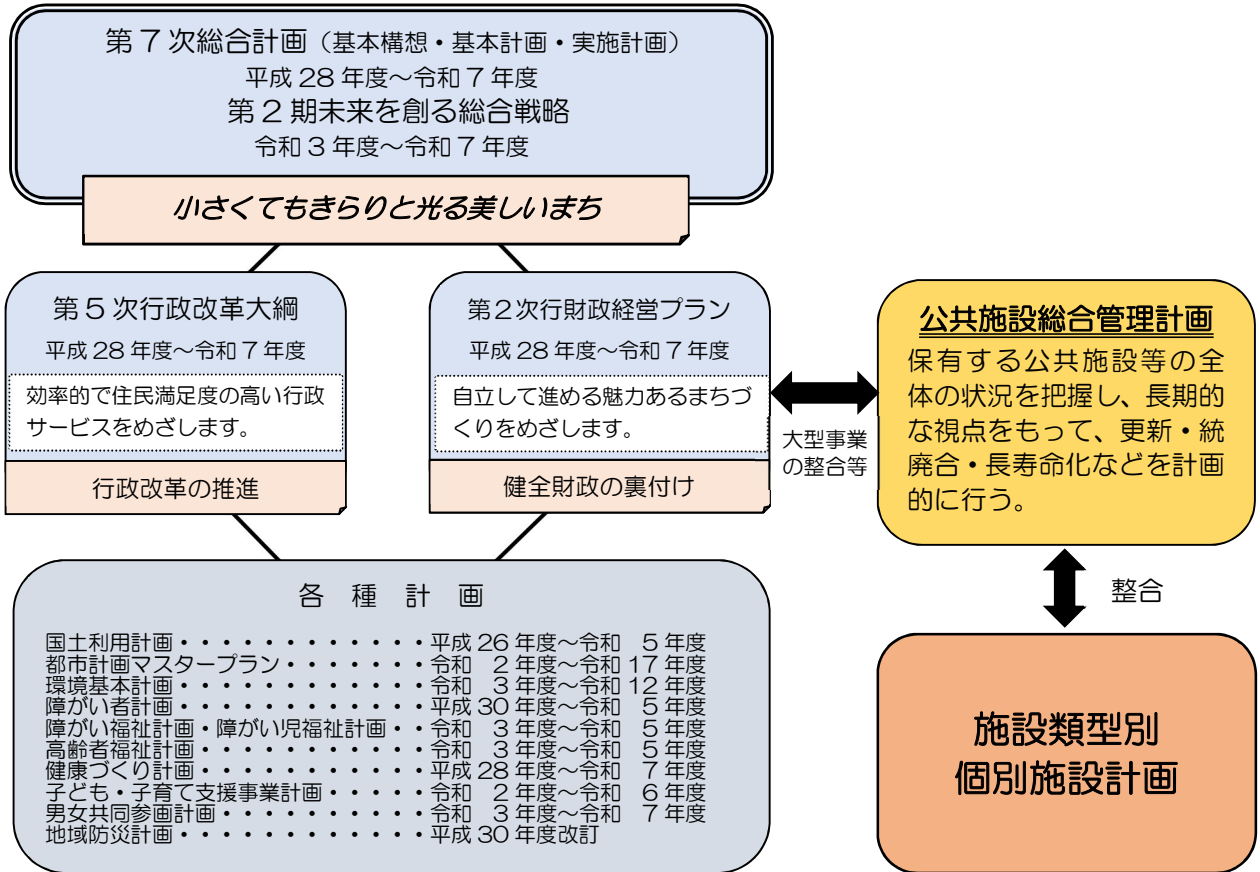 第7次総合計画（基本構想・基本計画・実施計画）
平成28年度～令和7年度
第2期未来を創る総合戦略
令和3年度～令和7年度
小さくてもきらりと光る美しいまち
第5次行政改革大綱
平成28年度～令和7年度
効率的で住民満足度の高い行政
サービスをめざします。
行政改革の推進
第2次行財政経営プラン
平成28年度～令和7年度
自立して進める魅力あるまちづ
くりをめざします。
健全財政の裏付け
大型事業
の整合等
公共施設総合管理計画
保有する公共施設等の全
体の状況を把握し、長期的
な視点をもって、更新・統
廃合・長寿命化などを計画
的に行う。
整合
施設類型別
個別施設計画
各種計画
国土利用計画・・・・・・・・・・・・平成26年度～令和 5年度
都市計画マスタープラン・・・・・・・令和 2年度～令和17年度
環境基本計画・・・・・・・・・・・・令和 3年度～令和12年度
障がい者計画・・・・・・・・・・・・平成30年度～令和 5年度
障がい福祉計画・障がい児福祉計画・・令和 3年度～令和 5年度
高齢者福祉計画・・・・・・・・・・・令和 3年度～令和 5年度
健康づくり計画・・・・・・・・・・・平成28年度～令和 7年度
子ども・子育て支援事業計画・・・・・令和 2年度～令和 6年度
男女共同参画計画・・・・・・・・・・令和 3年度～令和 7年度
地域防災計画・・・・・・・・・・・・平成30年度改訂